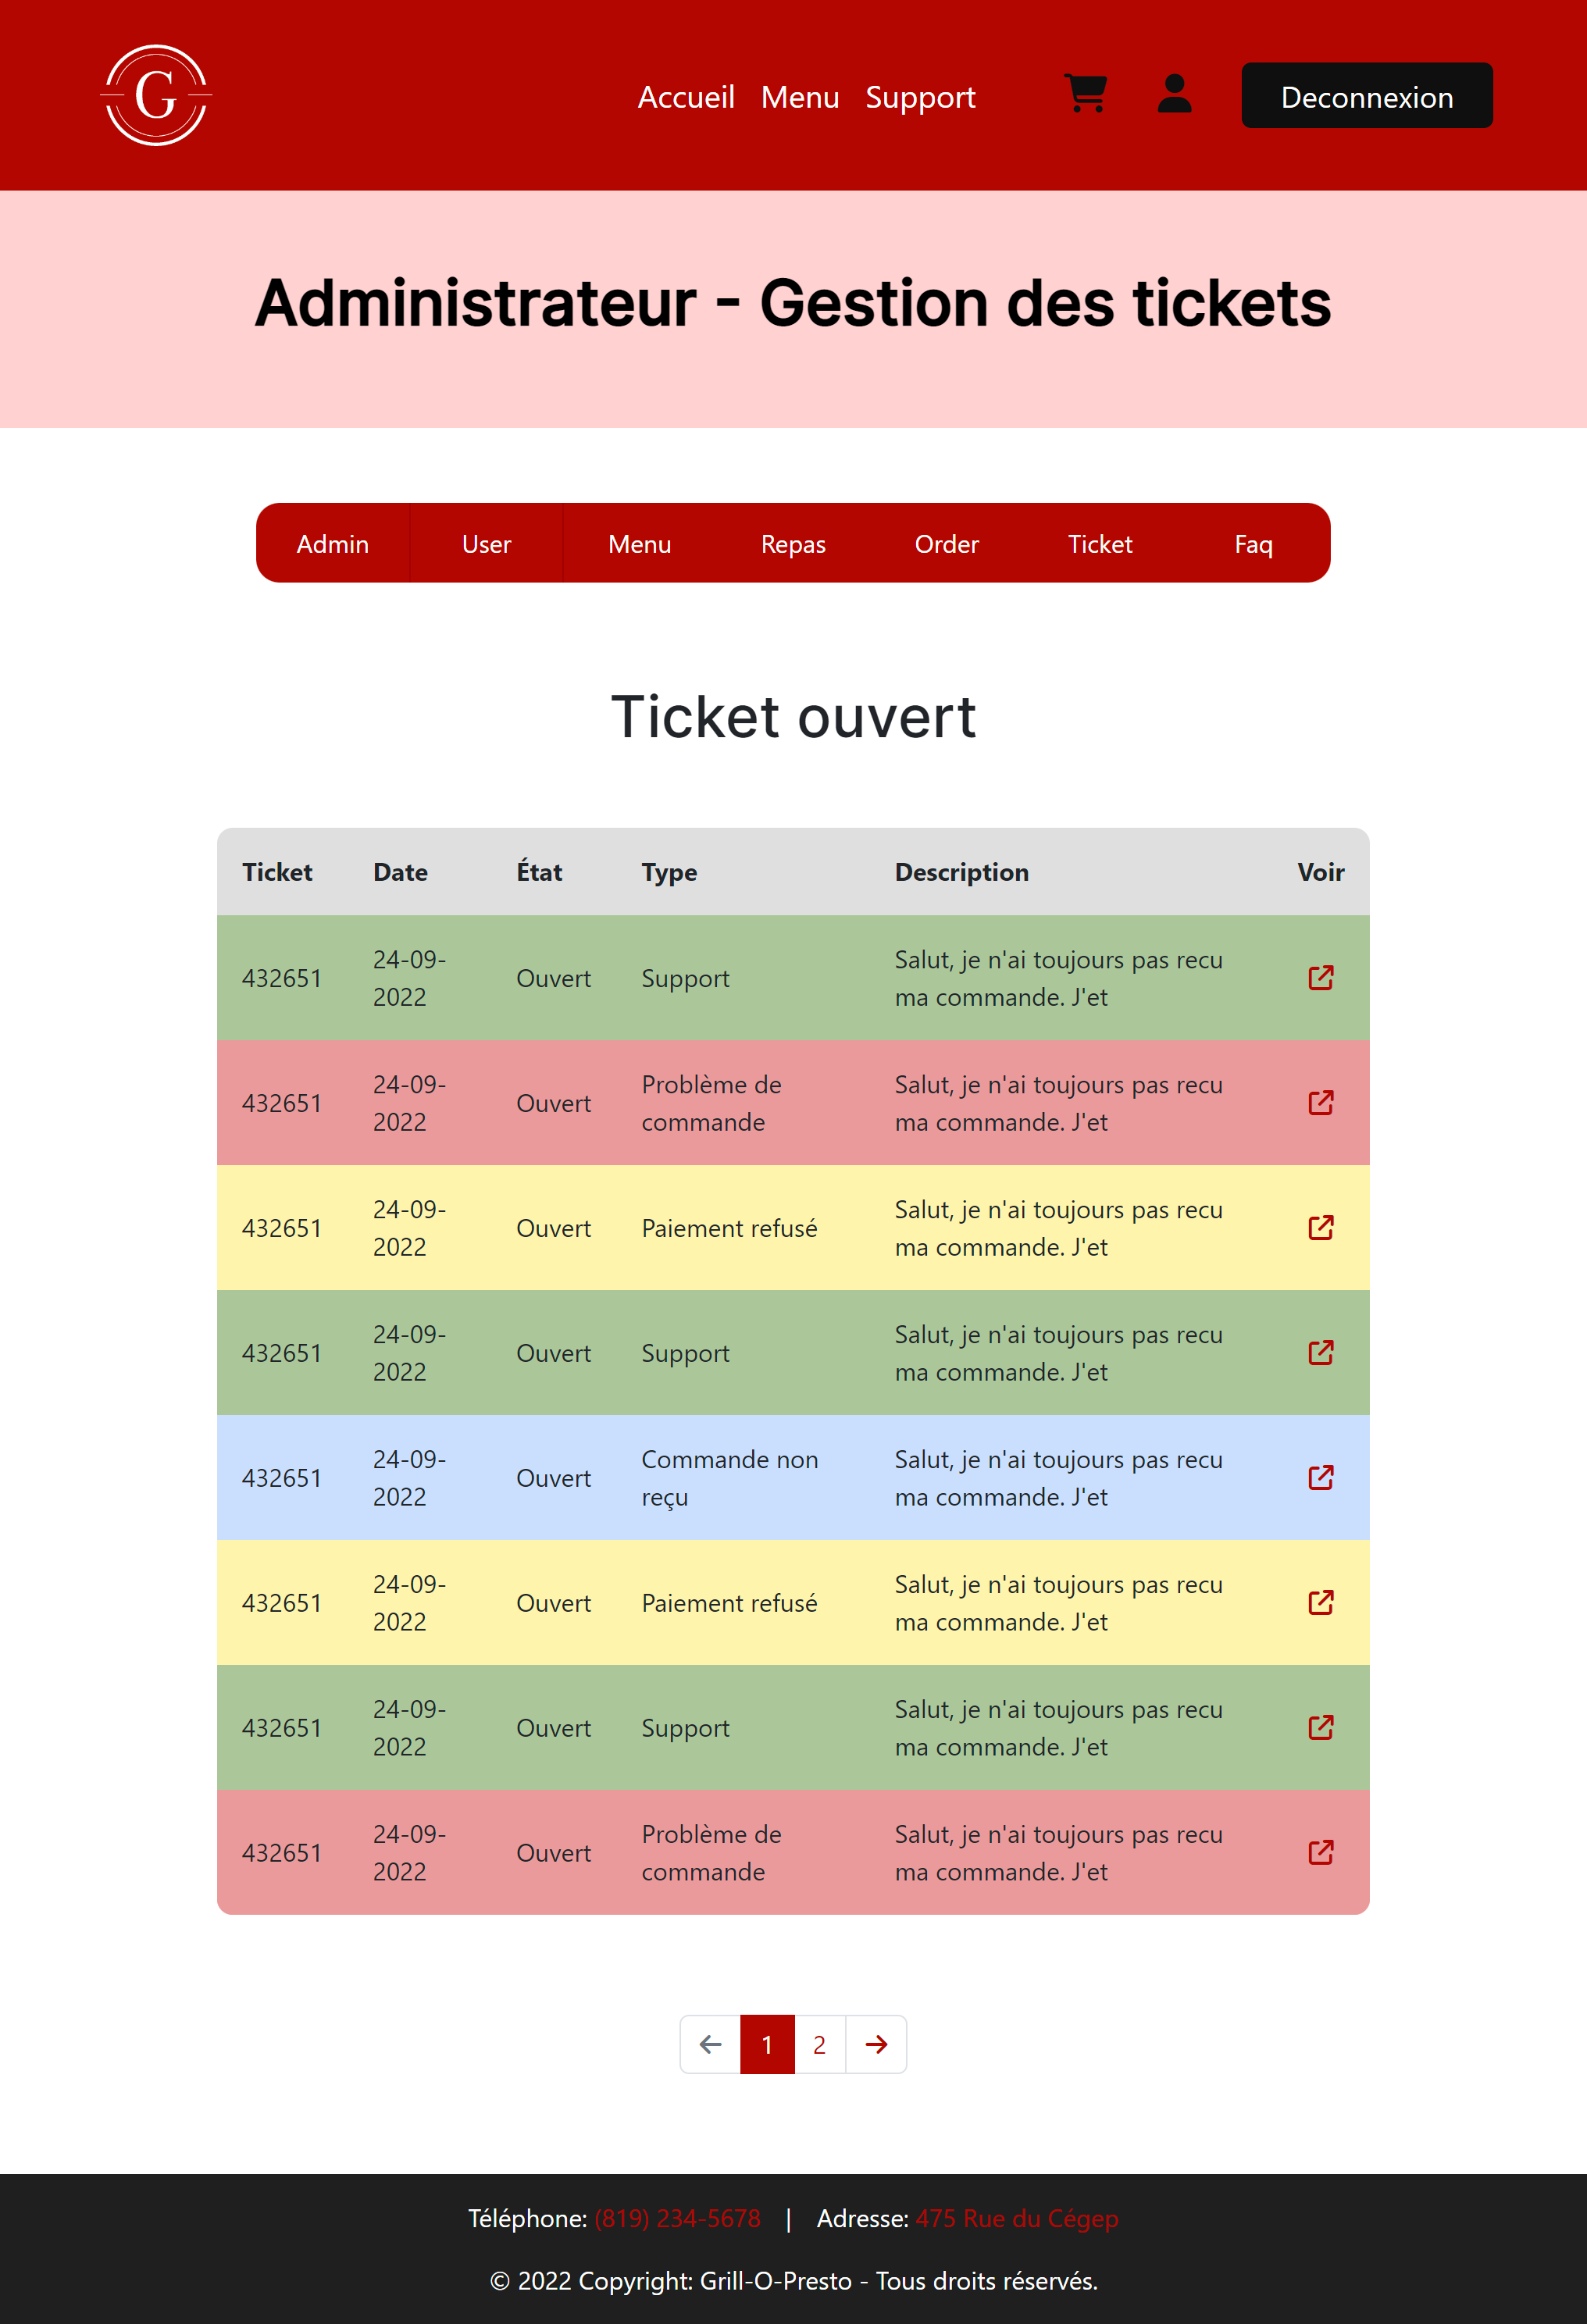 G
Accueil Menu Support Deconnexion
Administrateur - Gestion des tickets
Admin User Menu Repas Order Ticket Faq
Ticket ouvert
Ticket Date État Type Description Voir
432651 24-09-2022 Ouvert Support Salut, je n'ai toujours pas recu ma commande. J'et
432651 24-09-2022 Ouvert Problème de commande Salut, je n'ai toujours pas recu ma commande. J'et
432651 24-09-2022 Ouvert Paiement refusé Salut, je n'ai toujours pas recu ma commande. J'et
432651 24-09-2022 Ouvert Support Salut, je n'ai toujours pas recu ma commande. J'et
432651 24-09-2022 Ouvert Commande non reçu Salut, je n'ai toujours pas recu ma commande. J'et
432651 24-09-2022 Ouvert Paiement refusé Salut, je n'ai toujours pas recu ma commande. J'et
432651 24-09-2022 Ouvert Support Salut, je n'ai toujours pas recu ma commande. J'et
432651 24-09-2022 Ouvert Problème de commande Salut, je n'ai toujours pas recu ma commande. J'et
1 2
Téléphone: (819) 234-5678 | Adresse: 475 Rue du Cégep
© 2022 Copyright: Grill-O-Presto - Tous droits réservés.